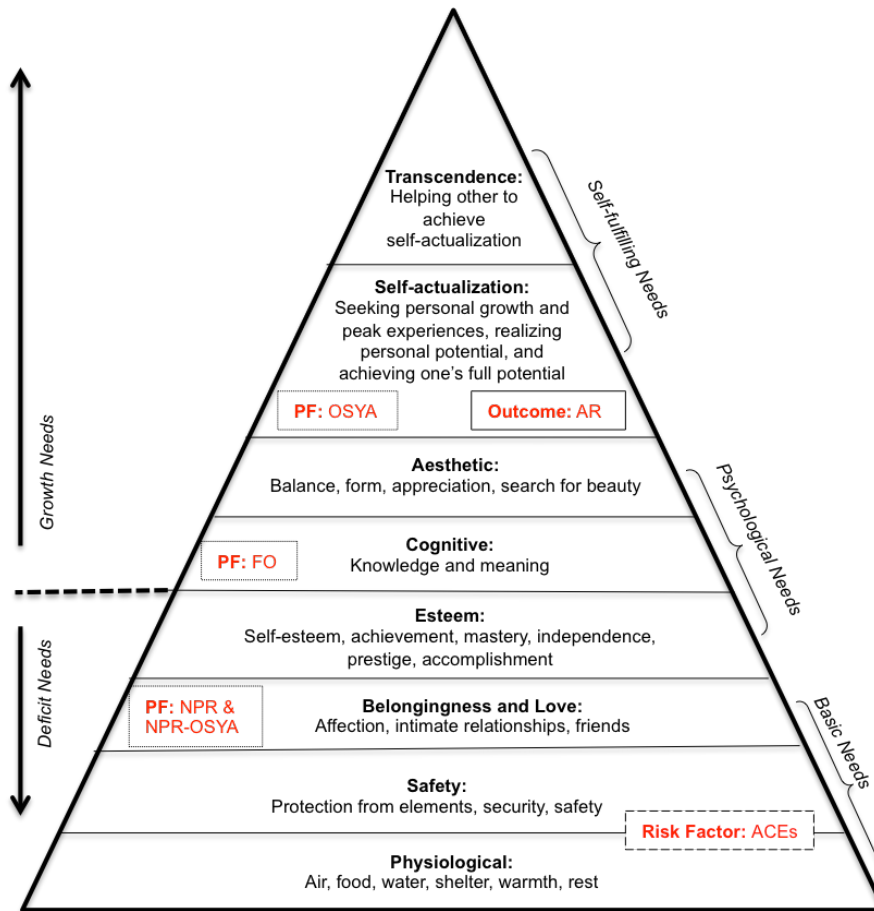 Transcendence:
Helping other to
achieve
self-actualization
Self-fulfilling Needs
Self-actualization:
Seeking personal growth and
peak experiences, realizing
personal potential, and
achieving one’s full potential
PF: OSYA
Outcome: AR
Growth Needs
Aesthetic:
Balance, form, appreciation, search for beauty
Psychological Needs
PF: FO
Cognitive:
Knowledge and meaning
Esteem:
Self-esteem, achievement, mastery, independence,
prestige, accomplishment
Deficit Needs
PF: NPR &
NPR-OSYA
Belongingness and Love:
Affection, intimate relationships, friends
Basic Needs
Safety:
Protection from elements, security, safety
Risk Factor: ACEs
Physiological:
Air, food, water, shelter, warmth, rest